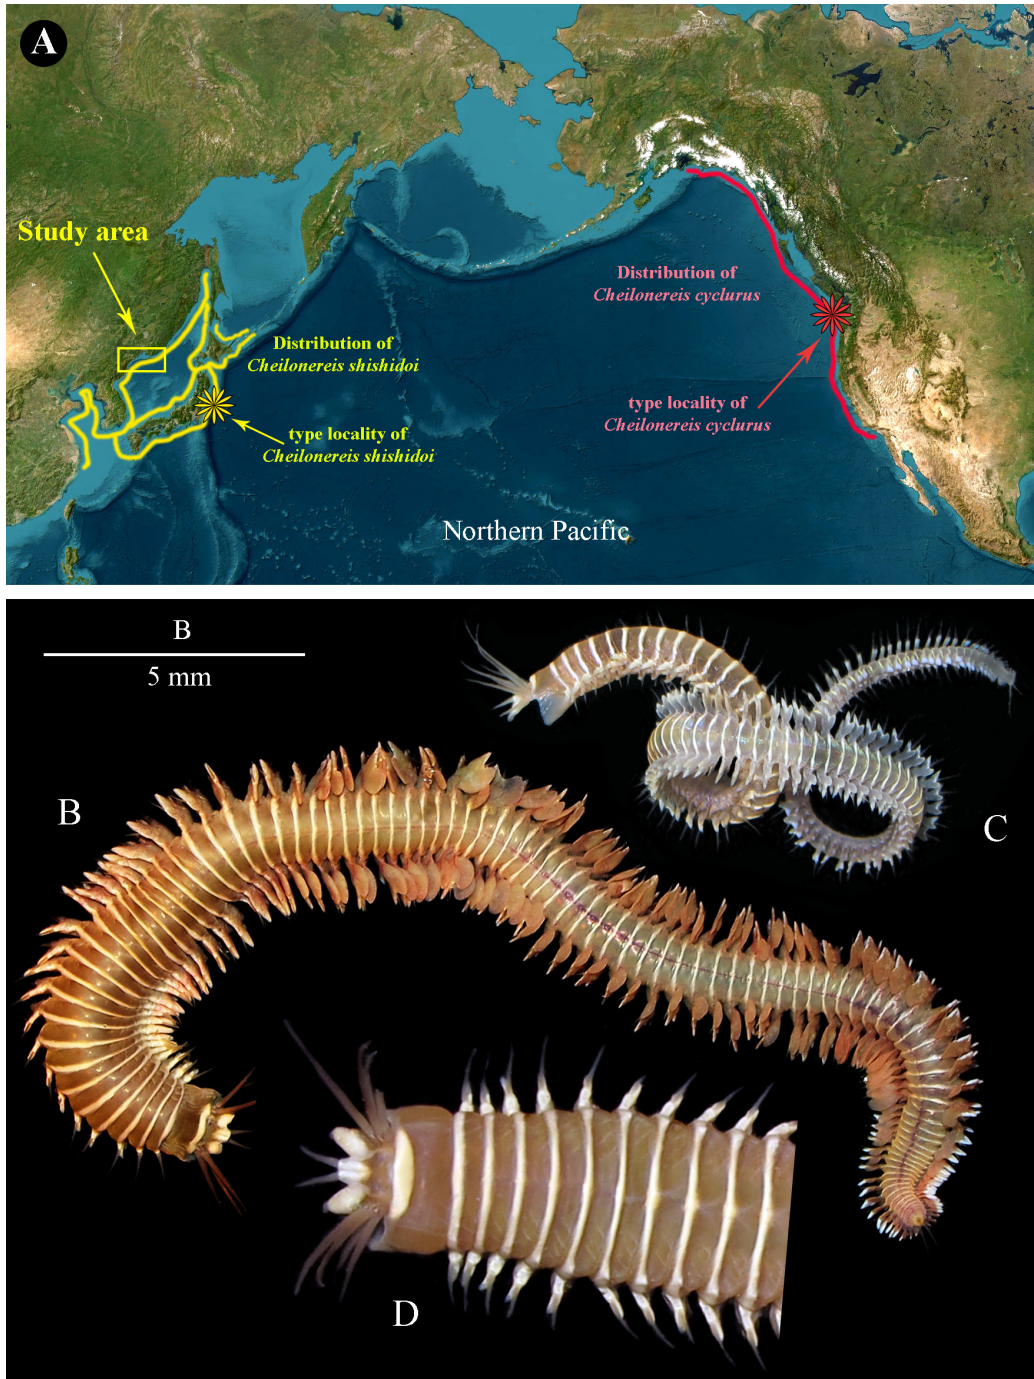 A
Study area
Distribution of
Cheilonereis shishidoi
type locality of
Cheilonereis shishidoi
Distribution of
Cheilonereis cyclurus
type locality of
Cheilonereis cyclurus
Northern Pacific
B
5 mm
B
C
D